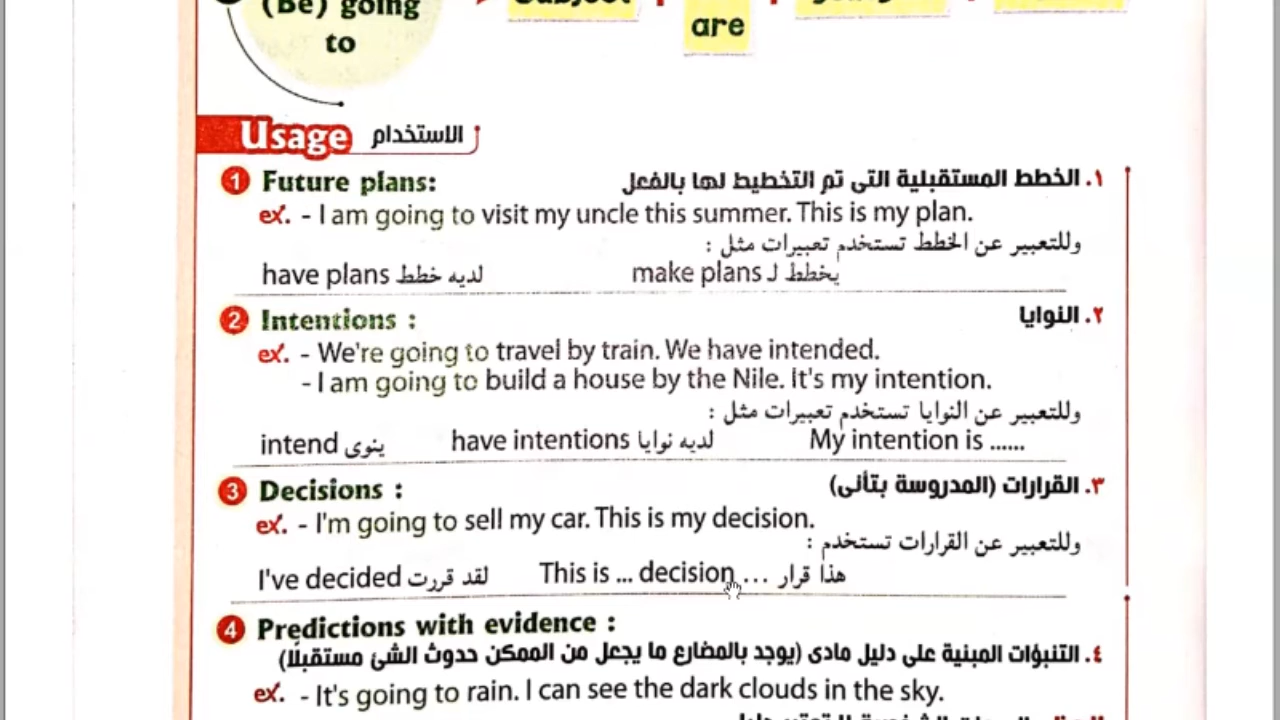 (Be) going
to
Subject
are
Usage الاستخدام
1 Future plans: ١. الخطط المستقبلية التى تم التخطيط لها بالفعل
ex. - I am going to visit my uncle this summer. This is my plan.
وللتعبير عن الخطط تستخدم تعبيرات مثل :
have plans لديه خطط make plans يخطط لـ
2 Intentions : ٢. النوايا
ex. - We're going to travel by train. We have intended.
- I am going to build a house by the Nile. It's my intention.
وللتعبير عن النوايا تستخدم تعبيرات مثل :
intend ينوى have intentions لديه نوايا My intention is ......
3 Decisions : ٣. القرارات (المدروسة بتأنى)
ex. - I'm going to sell my car. This is my decision.
وللتعبير عن القرارات تستخدم :
I've decided لقد قررت This is ... decision هذا قرار ...
4 Predictions with evidence :
٤. التنبؤات المبنية على دليل مادى (يوجد بالمضارع ما يجعل من الممكن حدوث الشئ مستقبلًا)
ex. - It's going to rain. I can see the dark clouds in the sky.